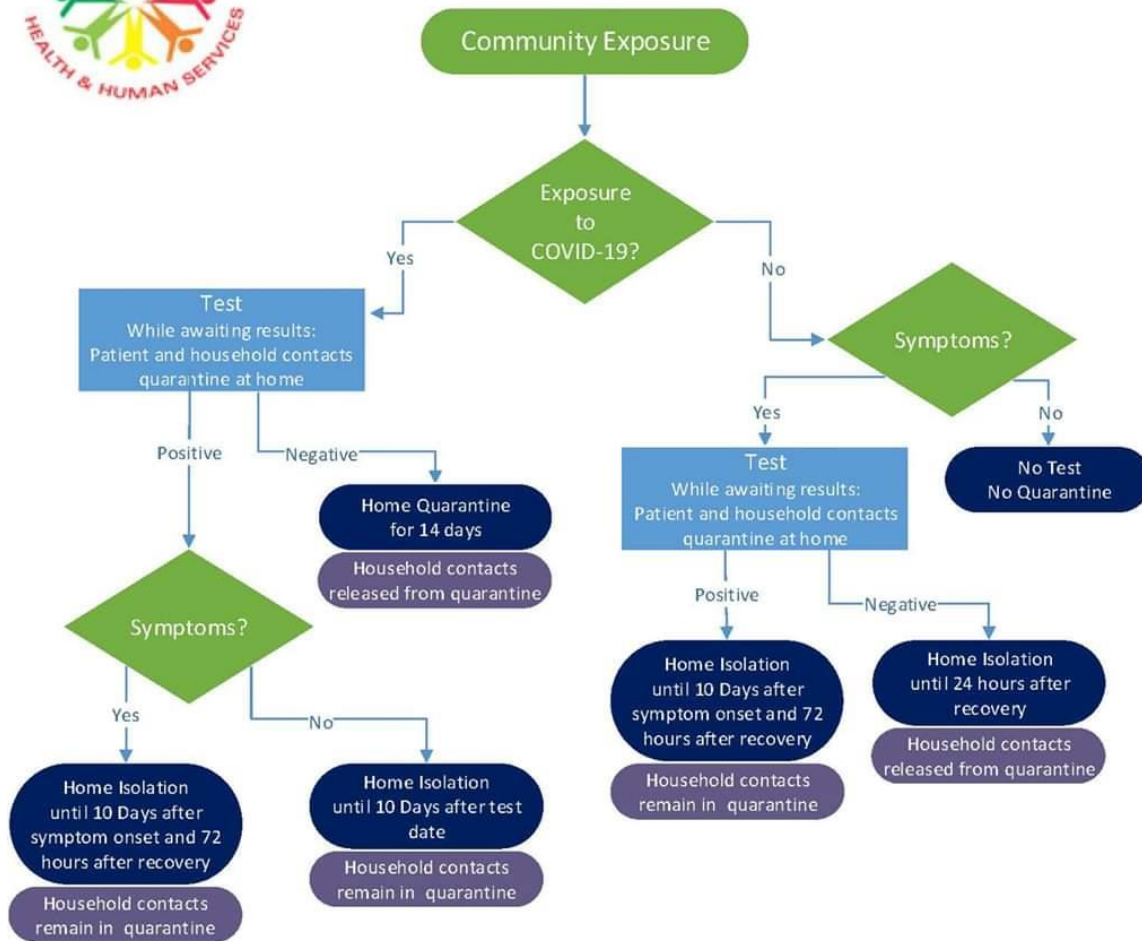 HEALTH & HUMAN SERVICES
Community Exposure
Exposure
to
COVID-19?
Yes
No
Test
While awaiting results:
Patient and household contacts
quarantine at home
Positive
Negative
Home Quarantine
for 14 days
Household contacts
released from quarantine
Symptoms?
Yes
No
Home Isolation
until 10 Days after
symptom onset and 72
hours after recovery
Household contacts
remain in quarantine
Home Isolation
until 10 Days after test
date
Household contacts
remain in quarantine
Symptoms?
Yes
No
Test
While awaiting results:
Patient and household contacts
quarantine at home
No Test
No Quarantine
Positive
Negative
Home Isolation
until 10 Days after
symptom onset and 72
hours after recovery
Household contacts
remain in quarantine
Home Isolation
until 24 hours after
recovery
Household contacts
released from quarantine